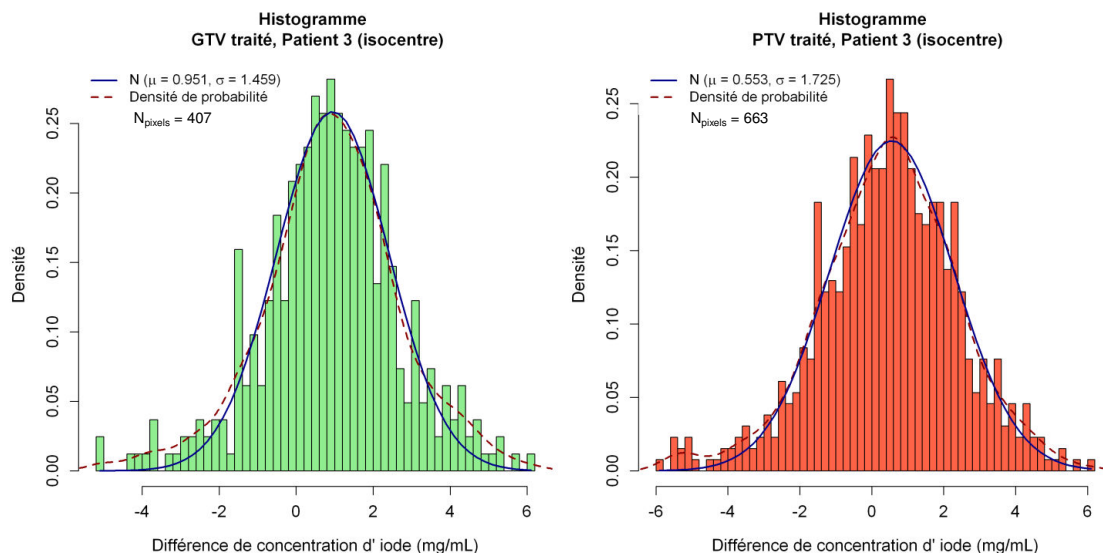 Histogramme
GTV traité, Patient 3 (isocentre)
N (μ = 0.951, σ = 1.459)
Densité de probabilité
Npixels = 407
Densité
0.00
0.05
0.10
0.15
0.20
0.25
-4
-2
0
2
4
6
Différence de concentration d' iode (mg/mL)
Histogramme
PTV traité, Patient 3 (isocentre)
N (μ = 0.553, σ = 1.725)
Densité de probabilité
Npixels = 663
Densité
0.00
0.05
0.10
0.15
0.20
0.25
-6
-4
-2
0
2
4
6
Différence de concentration d' iode (mg/mL)